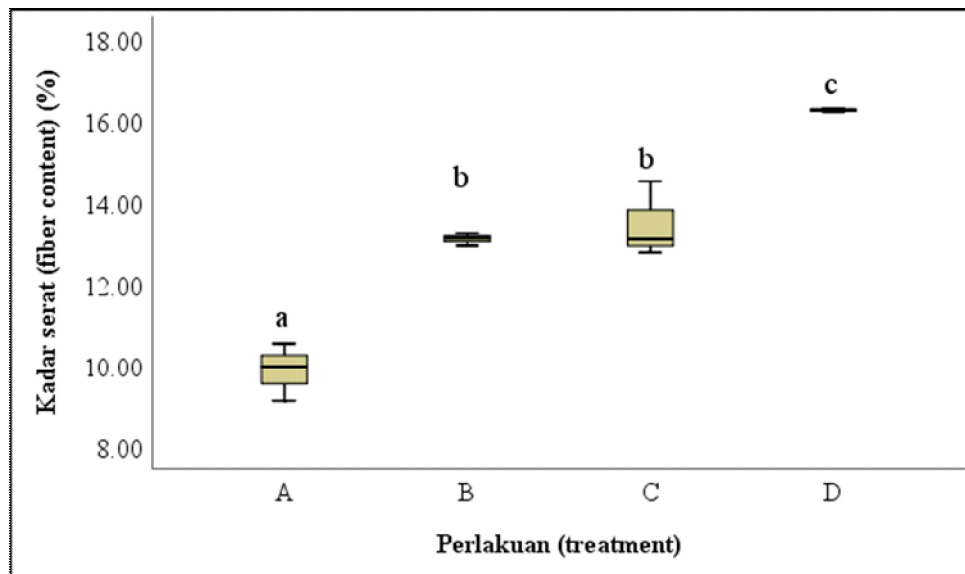 Kadar serat (fiber content) (%)
18.00
16.00
14.00
12.00
10.00
8.00
a
b
b
c
A B C D
Perlakuan (treatment)